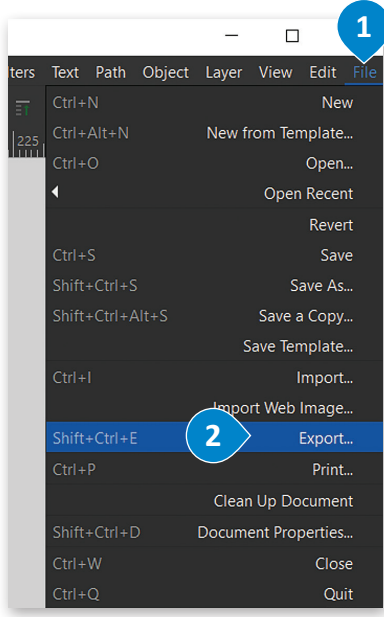 1
lters Text Path Object Layer View Edit File
225
Ctrl+N New
Ctrl+Alt+N New from Template...
Ctrl+O Open...
Open Recent
Revert
Ctrl+S Save
Shift+Ctrl+S Save As...
Shift+Ctrl+Alt+S Save a Copy...
Save Template...
Ctrl+I Import...
Import Web Image...
Shift+Ctrl+E 2 Export...
Ctrl+P Print...
Clean Up Document
Shift+Ctrl+D Document Properties...
Ctrl+W Close
Ctrl+Q Quit